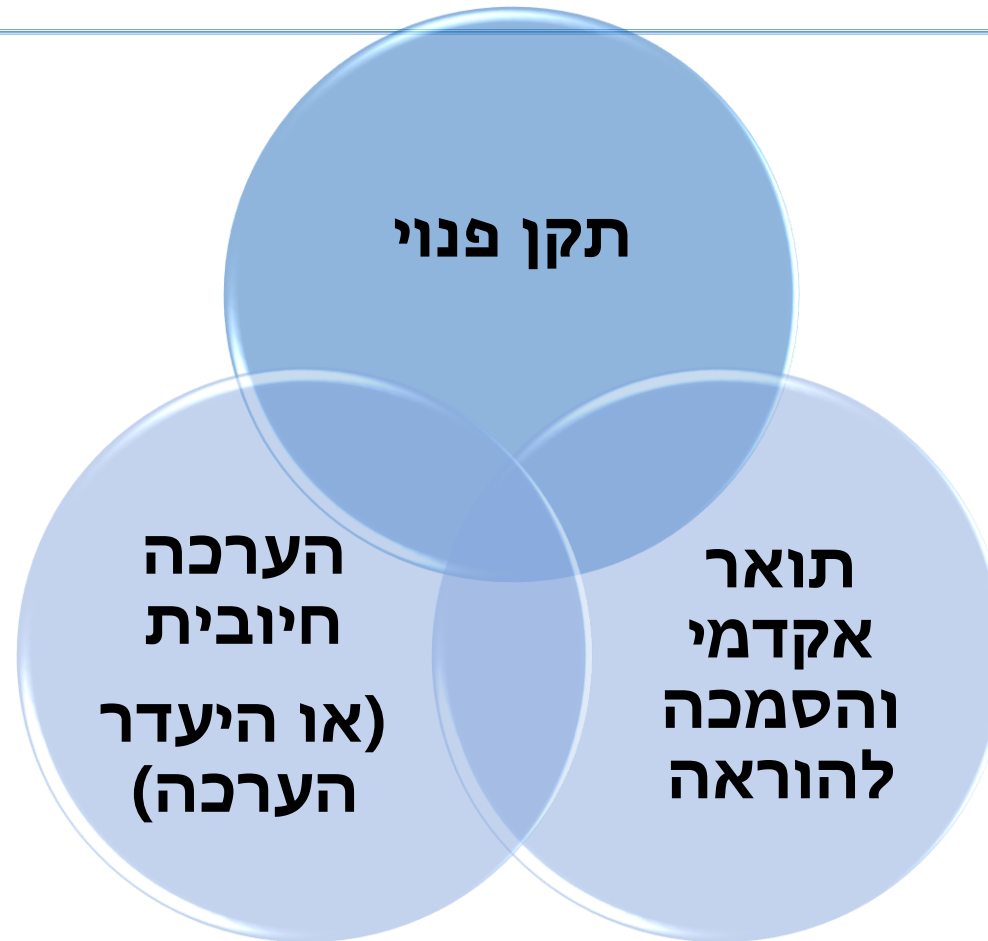 תקן פנוי
תואר
אקדמי
והסמכה
להוראה
הערכה
חיובית
(או היעדר
הערכה)